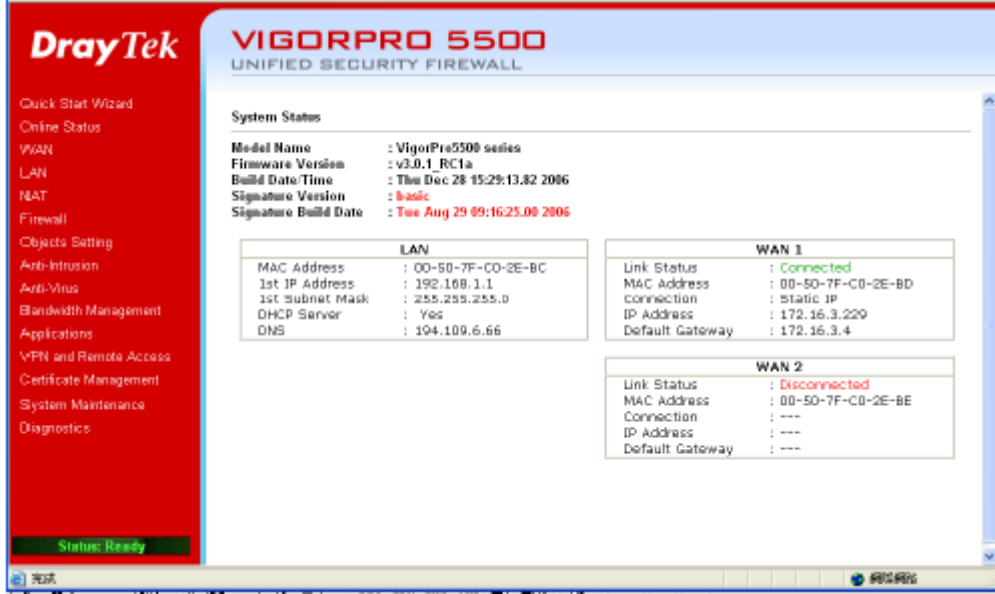 DrayTek
VIGORPRO 5500
UNIFIED SECURITY FIREWALL
Quick Start Wizard
Online Status
WAN
LAN
NAT
Firewall
Objects Setting
Anti-Intrusion
Anti-Virus
Bandwidth Management
Applications
VPN and Remote Access
Certificate Management
System Maintenance
Diagnostics
Status: Ready
System Status
Model Name : VigorPro5500 series
Firmware Version : v3.0.1_RC1a
Build Date/Time : Thu Dec 28 15:29:13.82 2006
Signature Version : basic
Signature Build Date : Tue Aug 29 09:16:25.00 2006
LAN
MAC Address : 00-50-7F-C0-2E-BC
1st IP Address : 192.168.1.1
1st Subnet Mask : 255.255.255.0
DHCP Server : Yes
DNS : 194.109.6.66
WAN 1
Link Status : Connected
MAC Address : 00-50-7F-C0-2E-BD
Connection : Static IP
IP Address : 172.16.3.229
Default Gateway : 172.16.3.4
WAN 2
Link Status : Disconnected
MAC Address : 00-50-7F-C0-2E-BE
Connection : ---
IP Address : ---
Default Gateway : ---
完成